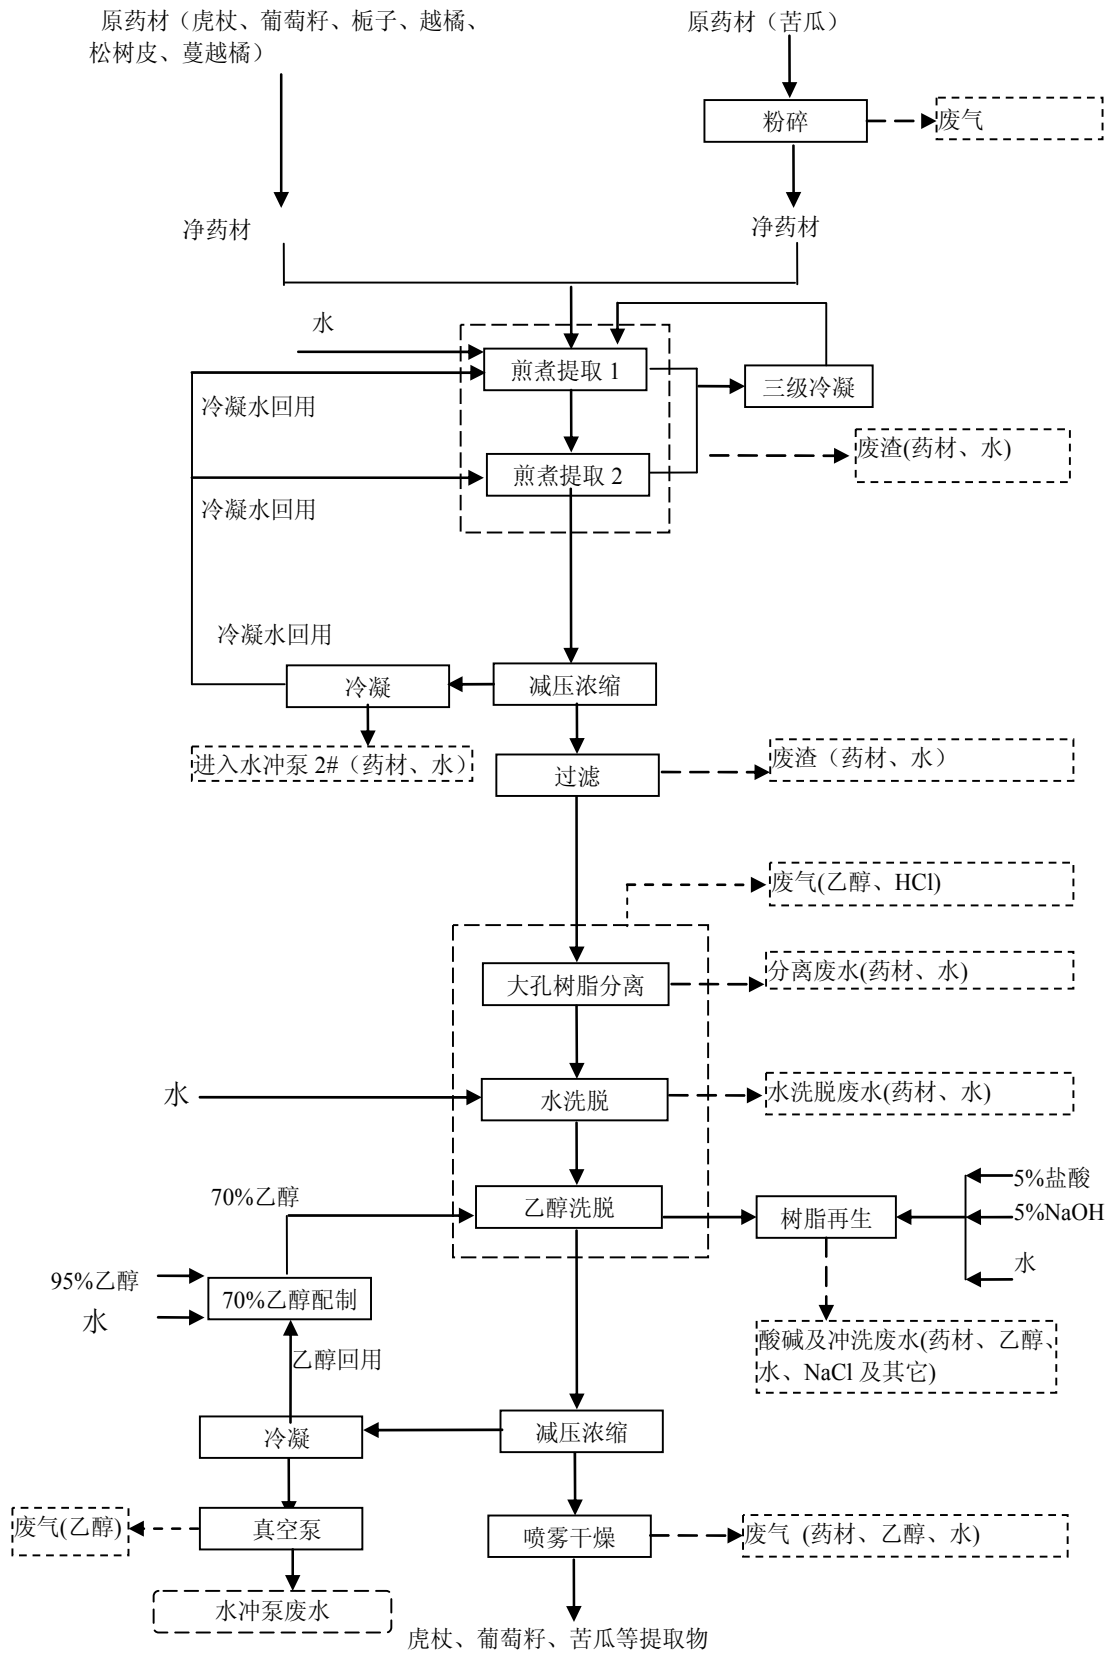 原药材（虎杖、葡萄籽、栀子、越橘、
松树皮、蔓越橘）
原药材（苦瓜）
粉碎
废气
净药材
净药材
水
煎煮提取 1
三级冷凝
冷凝水回用
废渣(药材、水)
煎煮提取 2
冷凝水回用
冷凝水回用
冷凝
减压浓缩
进入水冲泵 2#（药材、水）
过滤
废渣（药材、水）
废气(乙醇、HCl)
大孔树脂分离
分离废水(药材、水)
水
水洗脱
水洗脱废水(药材、水)
70%乙醇
乙醇洗脱
树脂再生
5%盐酸
5%NaOH
水
95%乙醇
水
70%乙醇配制
酸碱及冲洗废水(药材、乙醇、
水、NaCl 及其它)
乙醇回用
冷凝
减压浓缩
废气(乙醇)
真空泵
喷雾干燥
废气 (药材、乙醇、水)
水冲泵废水
虎杖、葡萄籽、苦瓜等提取物